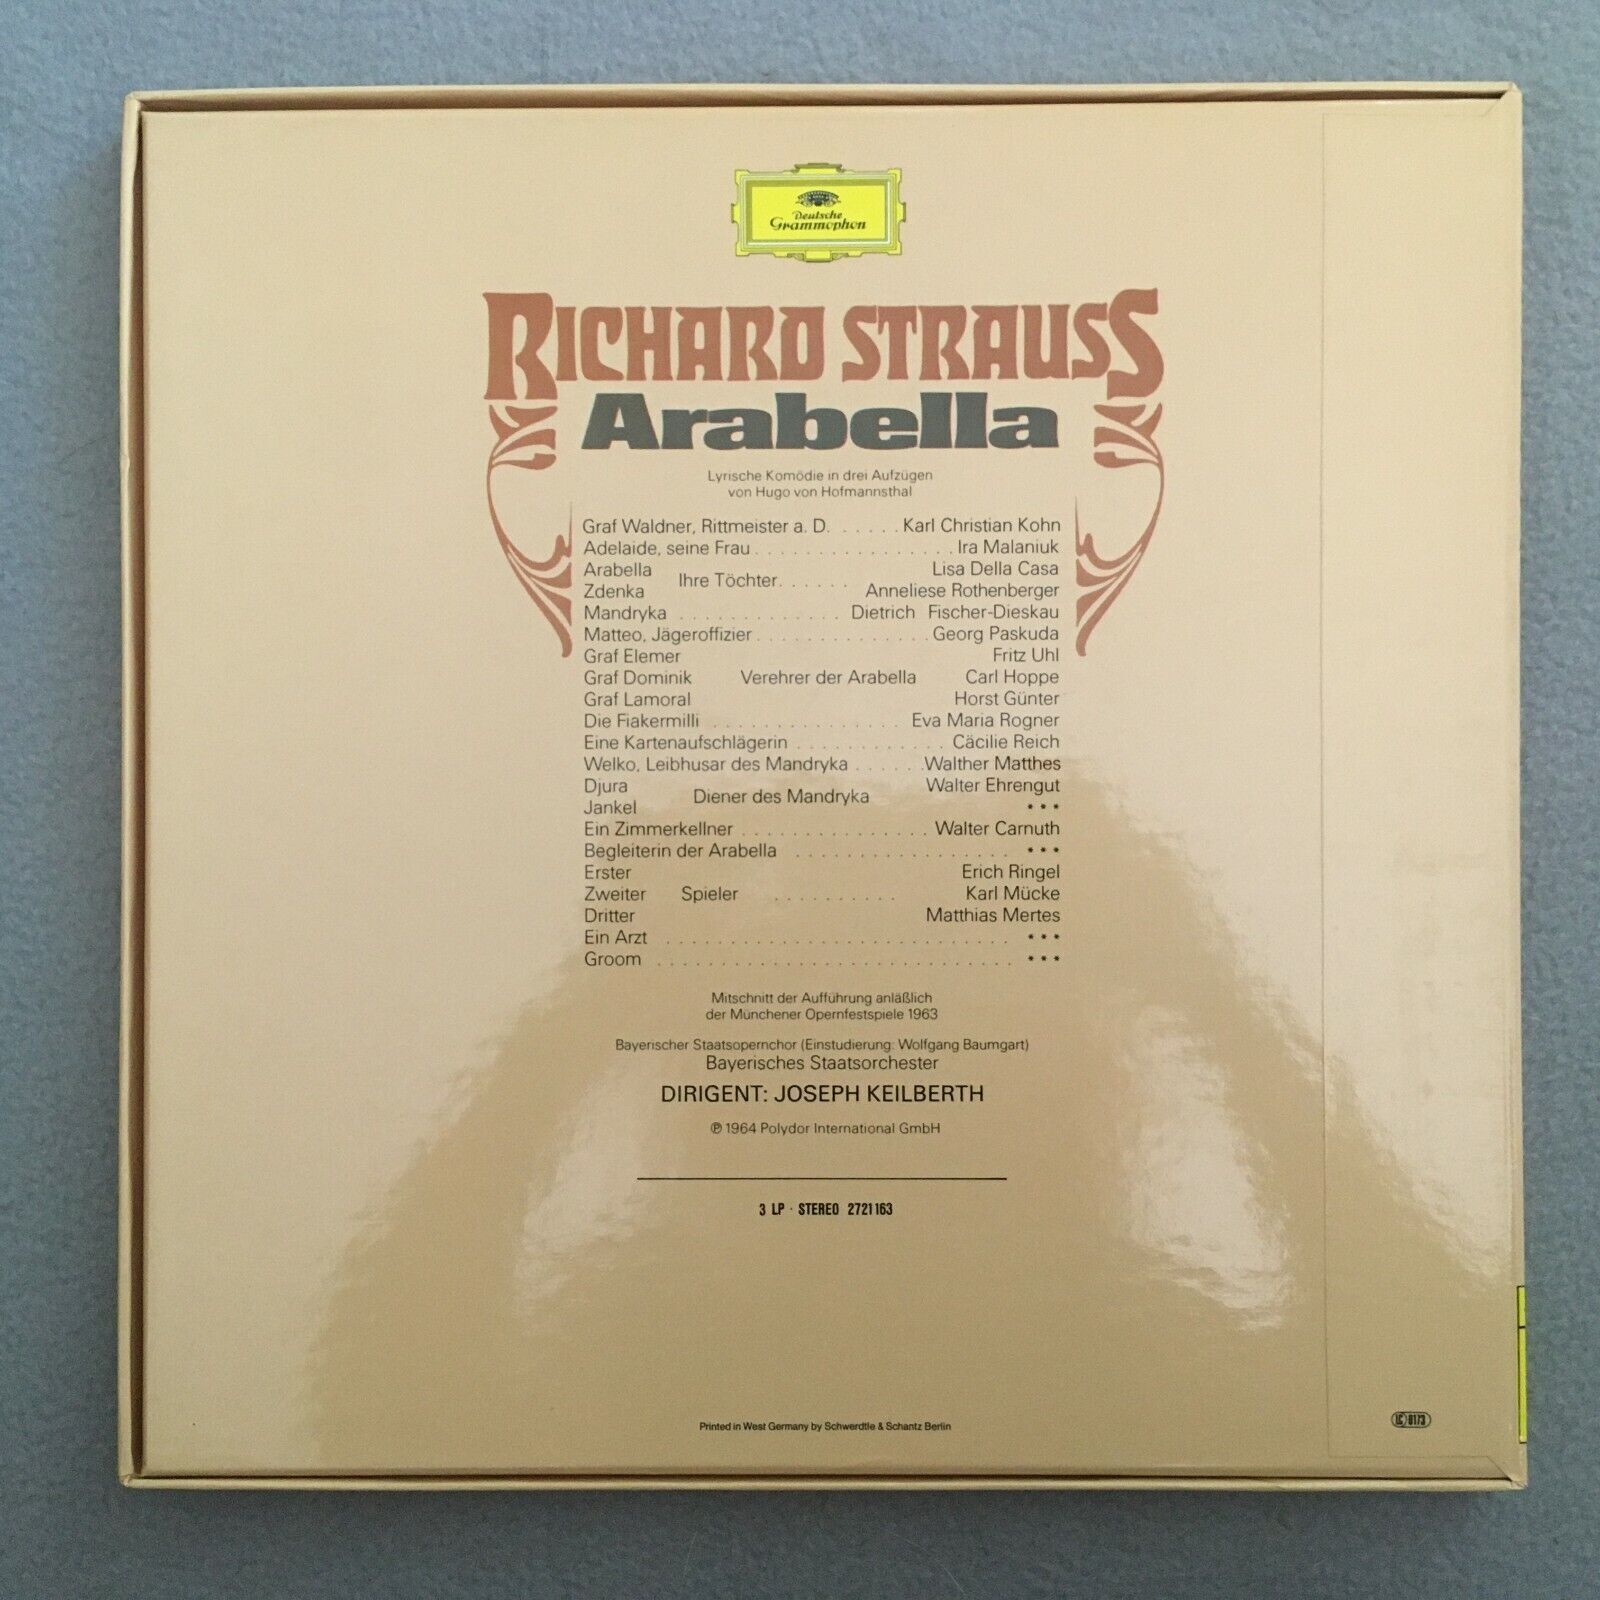 Deutsche
Grammophon
RICHARD STRAUSS
Arabella
Lyrische Komödie in drei Aufzügen
von Hugo von Hofmannsthal
Graf Waldner, Rittmeister a. D. . . . . . Karl Christian Kohn
Adelaide, seine Frau . . . . . . . . . . . . . . . . Ira Malaniuk
Arabella Lisa Della Casa
Ihre Töchter. . . . . .
Zdenka Anneliese Rothenberger
Mandryka . . . . . . . . . . . . . Dietrich Fischer-Dieskau
Matteo, Jägeroffizier . . . . . . . . . . . . . . Georg Paskuda
Graf Elemer Fritz Uhl
Graf Dominik Verehrer der Arabella Carl Hoppe
Graf Lamoral Horst Günter
Die Fiakermilli . . . . . . . . . . . . . . . Eva Maria Rogner
Eine Kartenaufschlägerin . . . . . . . . . . . . Cäcilie Reich
Welko, Leibhusar des Mandryka . . . . . . Walther Matthes
Djura Walter Ehrengut
Diener des Mandryka
Jankel * * *
Ein Zimmerkellner . . . . . . . . . . . . . . . Walter Carnuth
Begleiterin der Arabella . . . . . . . . . . . . . . . . . * * *
Erster Erich Ringel
Zweiter Spieler . . . . . . . . . . Karl Mücke
Dritter Matthias Mertes
Ein Arzt . . . . . . . . . . . . . . . . . . . . . . . . . . . * * *
Groom . . . . . . . . . . . . . . . . . . . . . . . . . . . . * * *
Mitschnitt der Aufführung anläßlich
der Münchener Opernfestspiele 1963
Bayerischer Staatsopernchor (Einstudierung: Wolfgang Baumgart)
Bayerisches Staatsorchester
DIRIGENT: JOSEPH KEILBERTH
℗ 1964 Polydor International GmbH
3 LP · STEREO 2721 163
Printed in West Germany by Schwerdtle & Schantz Berlin
LC 0173